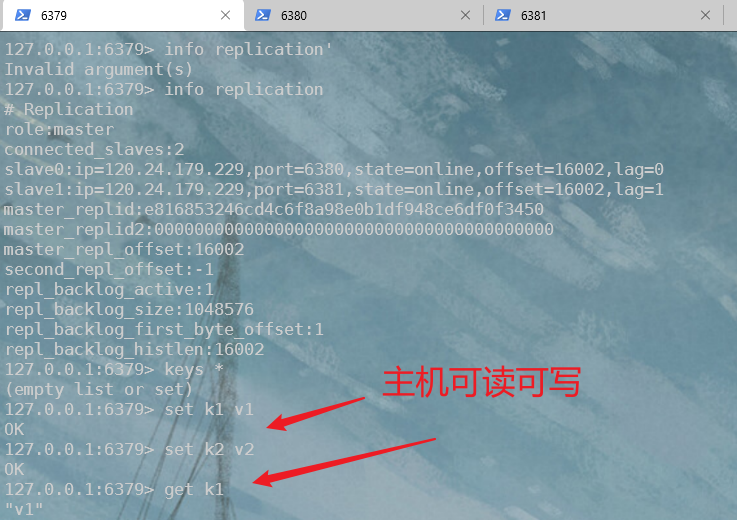 6379 6380 6381
127.0.0.1:6379> info replication'
Invalid argument(s)
127.0.0.1:6379> info replication
# Replication
role:master
connected_slaves:2
slave0:ip=120.24.179.229,port=6380,state=online,offset=16002,lag=0
slave1:ip=120.24.179.229,port=6381,state=online,offset=16002,lag=1
master_replid:e816853246cd4c6f8a98e0b1df948ce6df0f3450
master_replid2:0000000000000000000000000000000000000000
master_repl_offset:16002
second_repl_offset:-1
repl_backlog_active:1
repl_backlog_size:1048576
repl_backlog_first_byte_offset:1
repl_backlog_histlen:16002
127.0.0.1:6379> keys *
主机可读可写
(empty list or set)
127.0.0.1:6379> set k1 v1
OK
127.0.0.1:6379> set k2 v2
OK
127.0.0.1:6379> get k1
"v1"